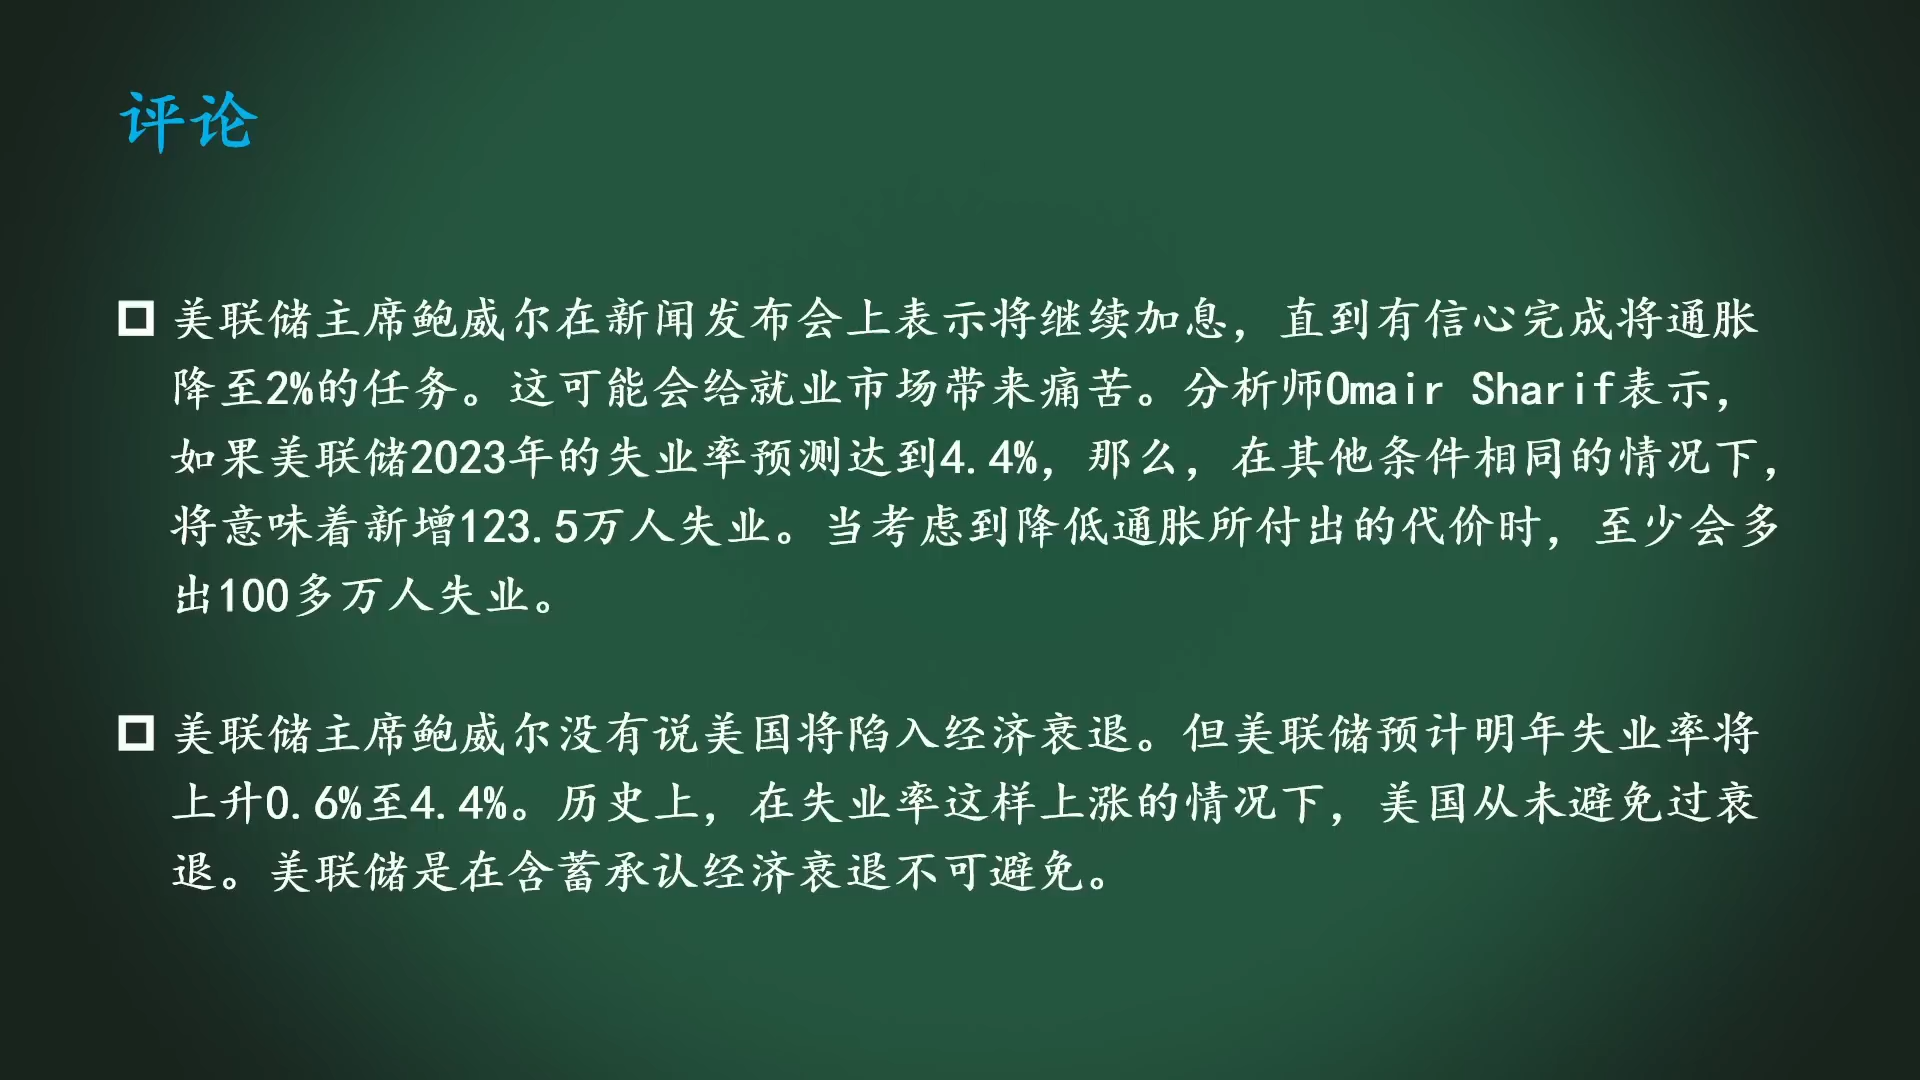 评论
美联储主席鲍威尔在新闻发布会上表示将继续加息，直到有信心完成将通胀
降至2%的任务。这可能会给就业市场带来痛苦。分析师Omair Sharif表示，
如果美联储2023年的失业率预测达到4.4%，那么，在其他条件相同的情况下，
将意味着新增123.5万人失业。当考虑到降低通胀所付出的代价时，至少会多
出100多万人失业。
美联储主席鲍威尔没有说美国将陷入经济衰退。但美联储预计明年失业率将
上升0.6%至4.4%。历史上，在失业率这样上涨的情况下，美国从未避免过衰
退。美联储是在含蓄承认经济衰退不可避免。